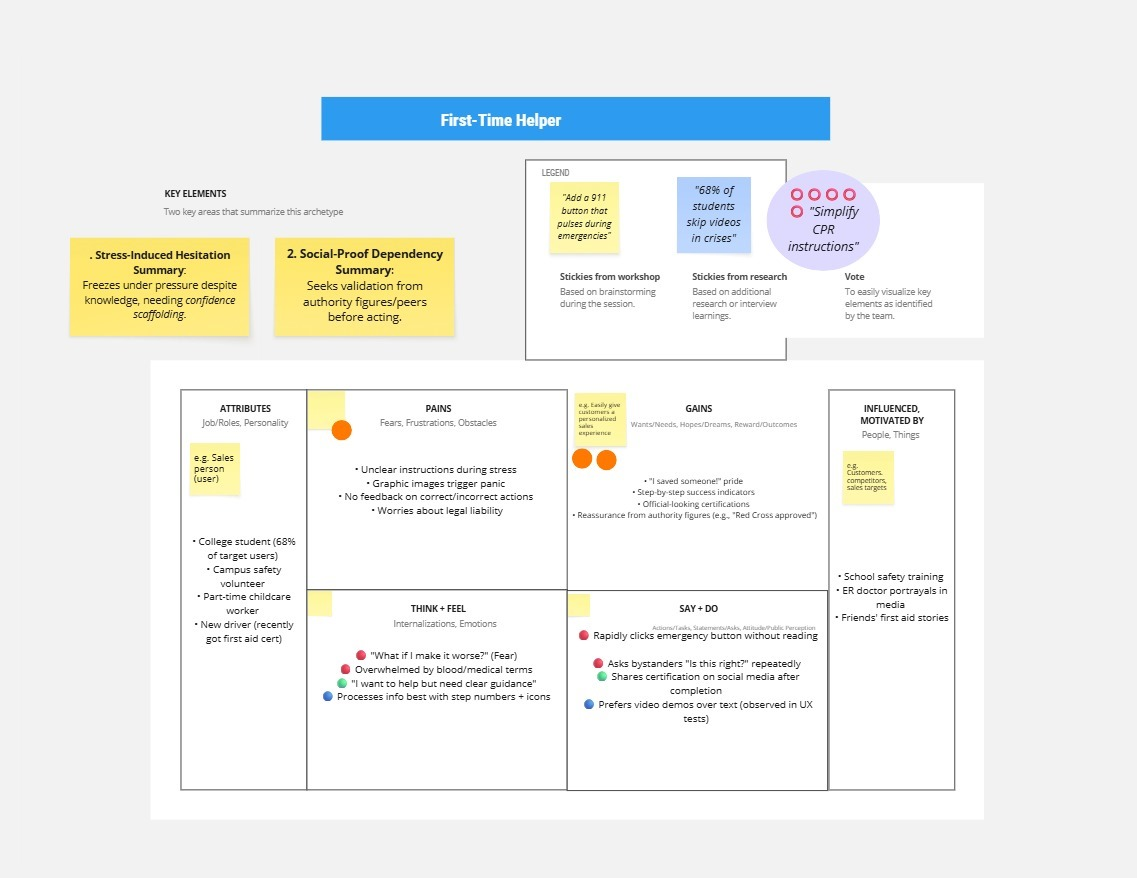 First-Time Helper
KEY ELEMENTS
Two key areas that summarize this archetype
. Stress-Induced Hesitation
Summary:
Freezes under pressure despite
knowledge, needing confidence
scaffolding.
2. Social-Proof Dependency
Summary:
Seeks validation from
authority figures/peers
before acting.
LEGEND
"Add a 911
button that
pulses during
emergencies"
"68% of
students
skip videos
in crises"
"Simplify
CPR
instructions"
Stickies from workshop
Based on brainstorming
during the session.
Stickies from research
Based on additional
research or interview
learnings.
Vote
To easily visualize key
elements as identified
by the team.
ATTRIBUTES
Job/Roles, Personality
e.g. Sales
person
(user)
• College student (68%
of target users)
• Campus safety
volunteer
• Part-time childcare
worker
• New driver (recently
got first aid cert)
PAINS
Fears, Frustrations, Obstacles
• Unclear instructions during stress
• Graphic images trigger panic
• No feedback on correct/incorrect actions
• Worries about legal liability
e.g. Easily give
customers a
personalized
sales
experience
GAINS
Wants/Needs, Hopes/Dreams, Reward/Outcomes
• "I saved someone!" pride
• Step-by-step success indicators
• Official-looking certifications
• Reassurance from authority figures (e.g., "Red Cross approved")
INFLUENCED,
MOTIVATED BY
People, Things
e.g.
Customers,
competitors,
sales targets
• School safety training
• ER doctor portrayals in
media
• Friends' first aid stories
THINK + FEEL
Internalizations, Emotions
"What if I make it worse?" (Fear)
Overwhelmed by blood/medical terms
"I want to help but need clear guidance"
Processes info best with step numbers + icons
SAY + DO
Actions/Tasks, Statements/Asks, Attitude/Public Perception
Rapidly clicks emergency button without reading
Asks bystanders "Is this right?" repeatedly
Shares certification on social media after
completion
Prefers video demos over text (observed in UX
tests)